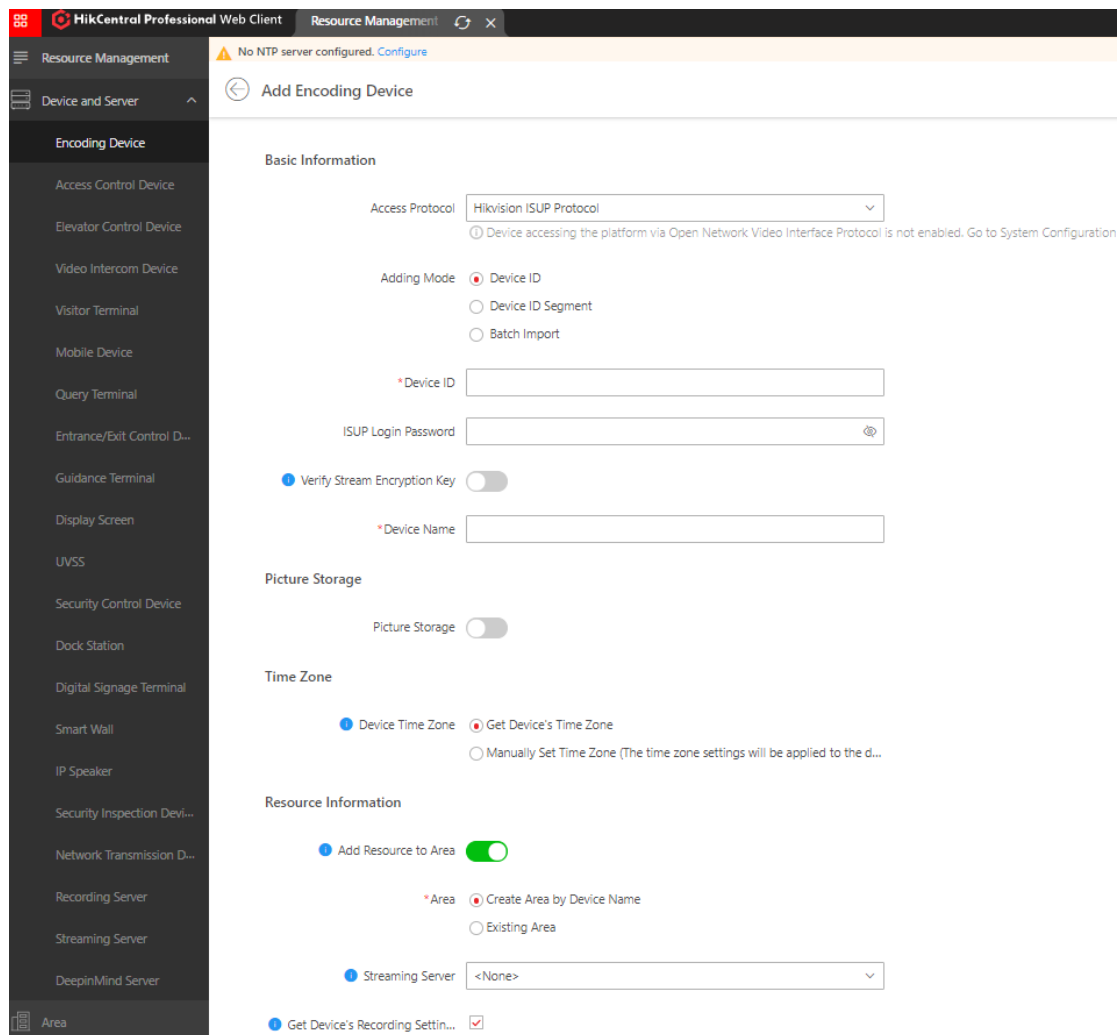 HikCentral Professional Web Client
Resource Management
Resource Management
No NTP server configured. Configure
Device and Server
Add Encoding Device
Encoding Device
Access Control Device
Elevator Control Device
Video Intercom Device
Visitor Terminal
Mobile Device
Query Terminal
Entrance/Exit Control D...
Guidance Terminal
Display Screen
UVSS
Security Control Device
Dock Station
Digital Signage Terminal
Smart Wall
IP Speaker
Security Inspection Devi...
Network Transmission D...
Recording Server
Streaming Server
DeepinMind Server
Area
Basic Information
Access Protocol Hikvision ISUP Protocol
Device accessing the platform via Open Network Video Interface Protocol is not enabled. Go to System Configuration
Adding Mode Device ID
Device ID Segment
Batch Import
*Device ID
ISUP Login Password
Verify Stream Encryption Key
*Device Name
Picture Storage
Picture Storage
Time Zone
Device Time Zone Get Device's Time Zone
Manually Set Time Zone (The time zone settings will be applied to the d...
Resource Information
Add Resource to Area
*Area Create Area by Device Name
Existing Area
Streaming Server <None>
Get Device's Recording Settin...